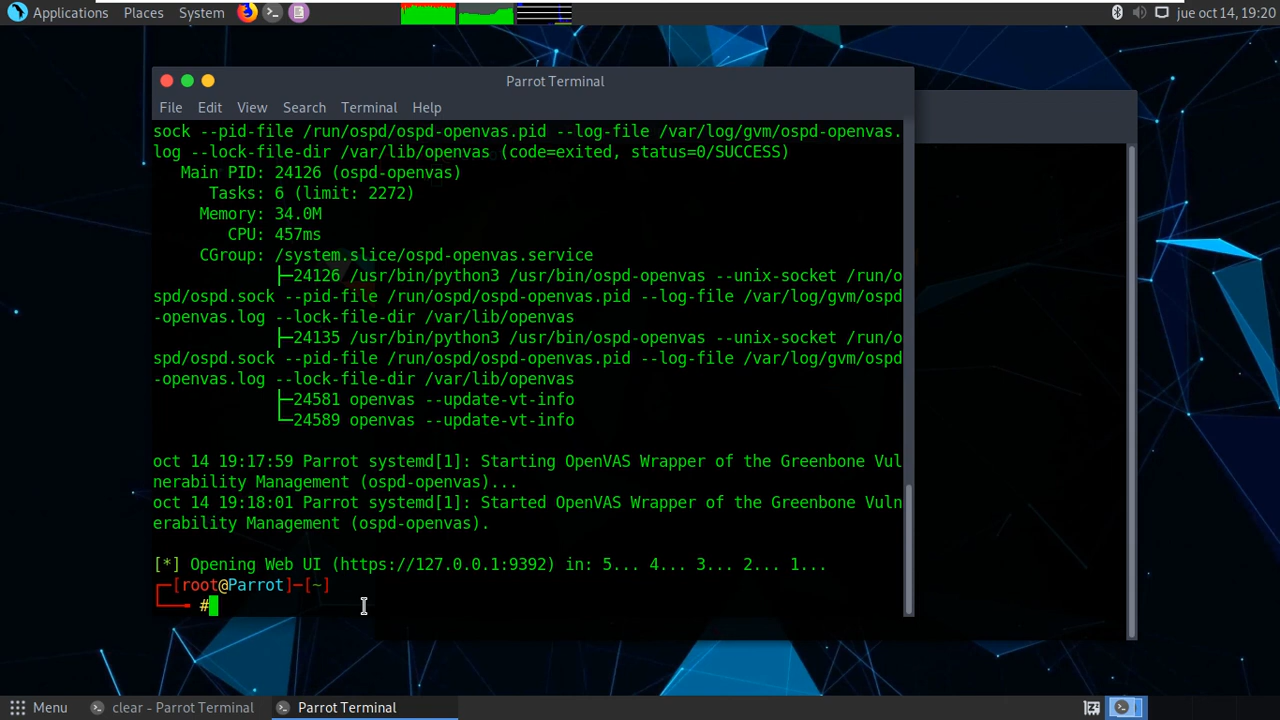 Applications Places System
jue oct 14, 19:20
Parrot Terminal
File Edit View Search Terminal Help
sock --pid-file /run/ospd/ospd-openvas.pid --log-file /var/log/gvm/ospd-openvas.
log --lock-file-dir /var/lib/openvas (code=exited, status=0/SUCCESS)
Main PID: 24126 (ospd-openvas)
Tasks: 6 (limit: 2272)
Memory: 34.0M
CPU: 457ms
CGroup: /system.slice/ospd-openvas.service
├─24126 /usr/bin/python3 /usr/bin/ospd-openvas --unix-socket /run/o
spd/ospd.sock --pid-file /run/ospd/ospd-openvas.pid --log-file /var/log/gvm/ospd
-openvas.log --lock-file-dir /var/lib/openvas
├─24135 /usr/bin/python3 /usr/bin/ospd-openvas --unix-socket /run/o
spd/ospd.sock --pid-file /run/ospd/ospd-openvas.pid --log-file /var/log/gvm/ospd
-openvas.log --lock-file-dir /var/lib/openvas
├─24581 openvas --update-vt-info
└─24589 openvas --update-vt-info
oct 14 19:17:59 Parrot systemd[1]: Starting OpenVAS Wrapper of the Greenbone Vul
nerability Management (ospd-openvas)...
oct 14 19:18:01 Parrot systemd[1]: Started OpenVAS Wrapper of the Greenbone Vuln
erability Management (ospd-openvas).
[*] Opening Web UI (https://127.0.0.1:9392) in: 5... 4... 3... 2... 1...
┌─[root@Parrot]─[~]
└──╼ #
Menu
clear - Parrot Terminal
Parrot Terminal